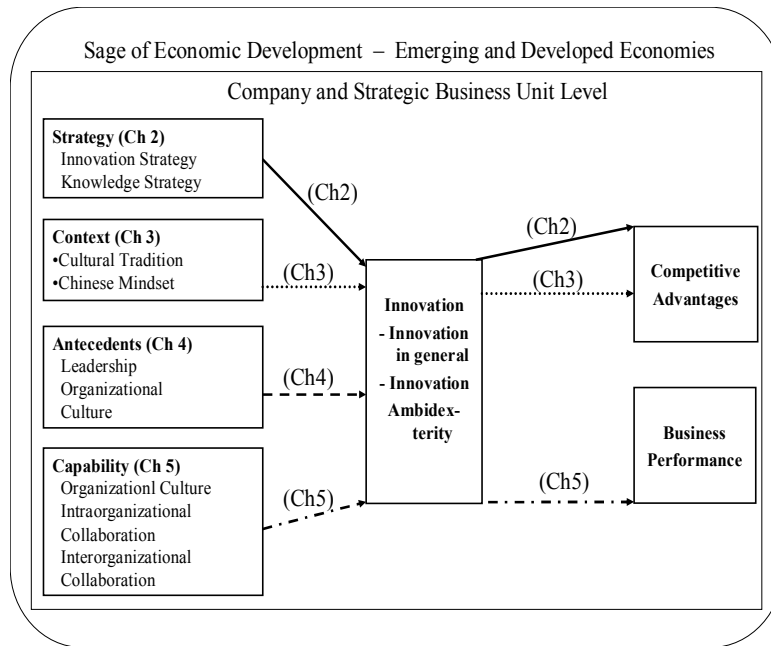 Sage of Economic Development – Emerging and Developed Economies
Company and Strategic Business Unit Level
Strategy (Ch 2)
Innovation Strategy
Knowledge Strategy
(Ch2)
Context (Ch 3)
•Cultural Tradition
•Chinese Mindset
(Ch3)
Antecedents (Ch 4)
Leadership
Organizational
Culture
(Ch4)
Capability (Ch 5)
Organizationl Culture
Intraorganizational
Collaboration
Interorganizational
Collaboration
(Ch5)
Innovation
- Innovation
in general
- Innovation
Ambidex-
terity
(Ch2)
(Ch3)
Competitive
Advantages
(Ch5)
Business
Performance